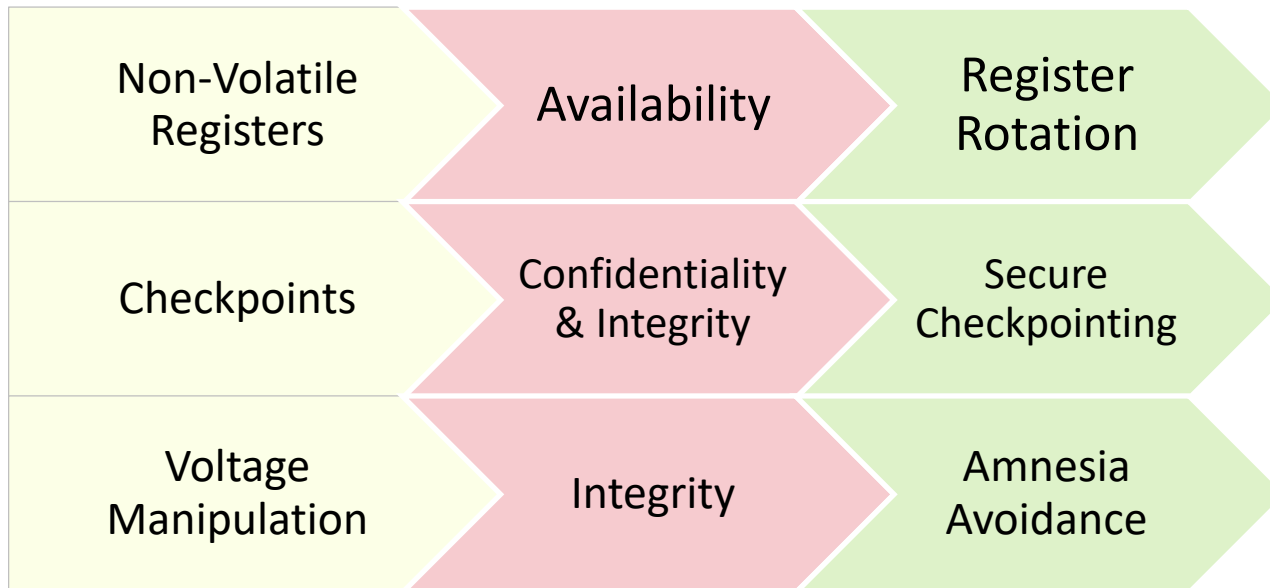 Non-Volatile
Registers
Availability
Register
Rotation
Checkpoints
Confidentiality
& Integrity
Secure
Checkpointing
Voltage
Manipulation
Integrity
Amnesia
Avoidance